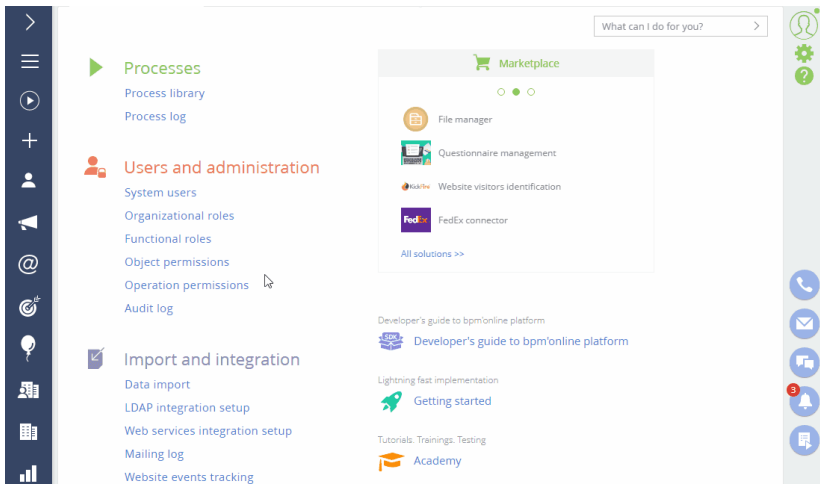 What can I do for you?
Processes
Process library
Process log
Users and administration
System users
Organizational roles
Functional roles
Object permissions
Operation permissions
Audit log
Import and integration
Data import
LDAP integration setup
Web services integration setup
Mailing log
Website events tracking
Marketplace
File manager
Questionnaire management
KickFire
Website visitors identification
FedEx
FedEx connector
All solutions >>
Developer's guide to bpm'online platform
SDK
Developer's guide to bpm'online platform
Lightning fast implementation
Getting started
Tutorials. Trainings. Testing
Academy
?
3